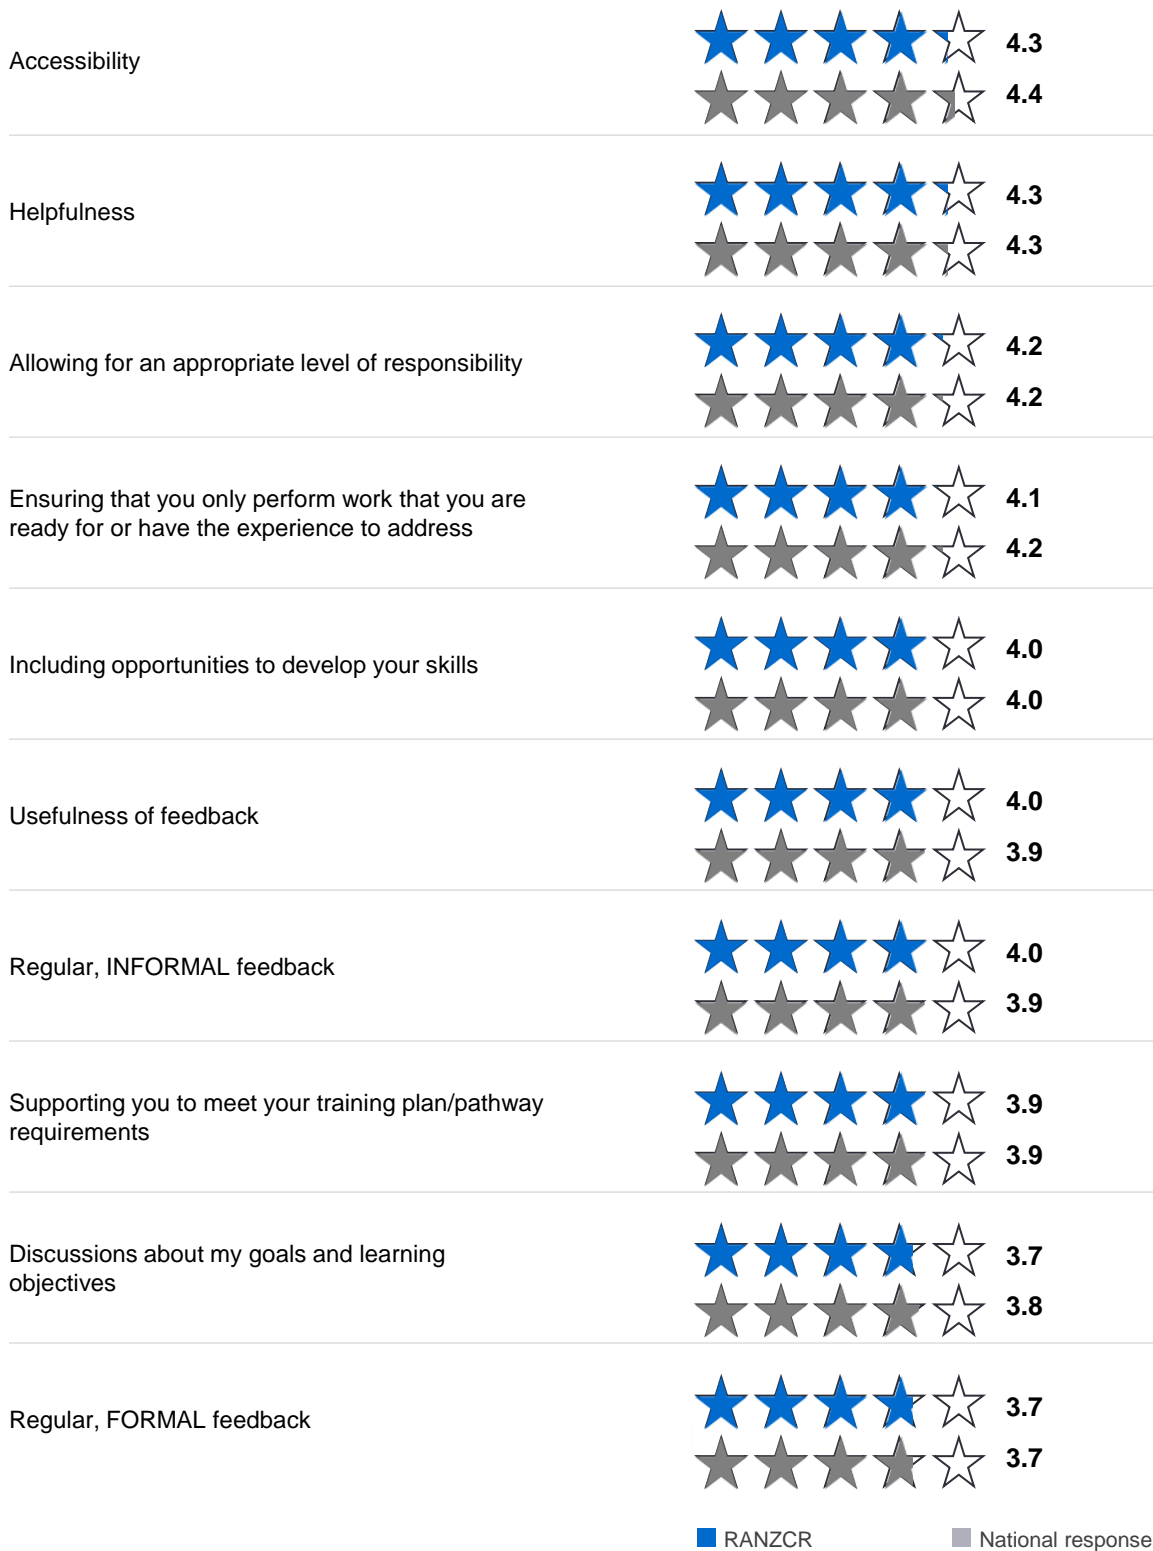 Accessibility
4.3
4.4
Helpfulness
4.3
4.3
Allowing for an appropriate level of responsibility
4.2
4.2
Ensuring that you only perform work that you are
ready for or have the experience to address
4.1
4.2
Including opportunities to develop your skills
4.0
4.0
Usefulness of feedback
4.0
3.9
Regular, INFORMAL feedback
4.0
3.9
Supporting you to meet your training plan/pathway
requirements
3.9
3.9
Discussions about my goals and learning
objectives
3.7
3.8
Regular, FORMAL feedback
3.7
3.7
RANZCR
National response